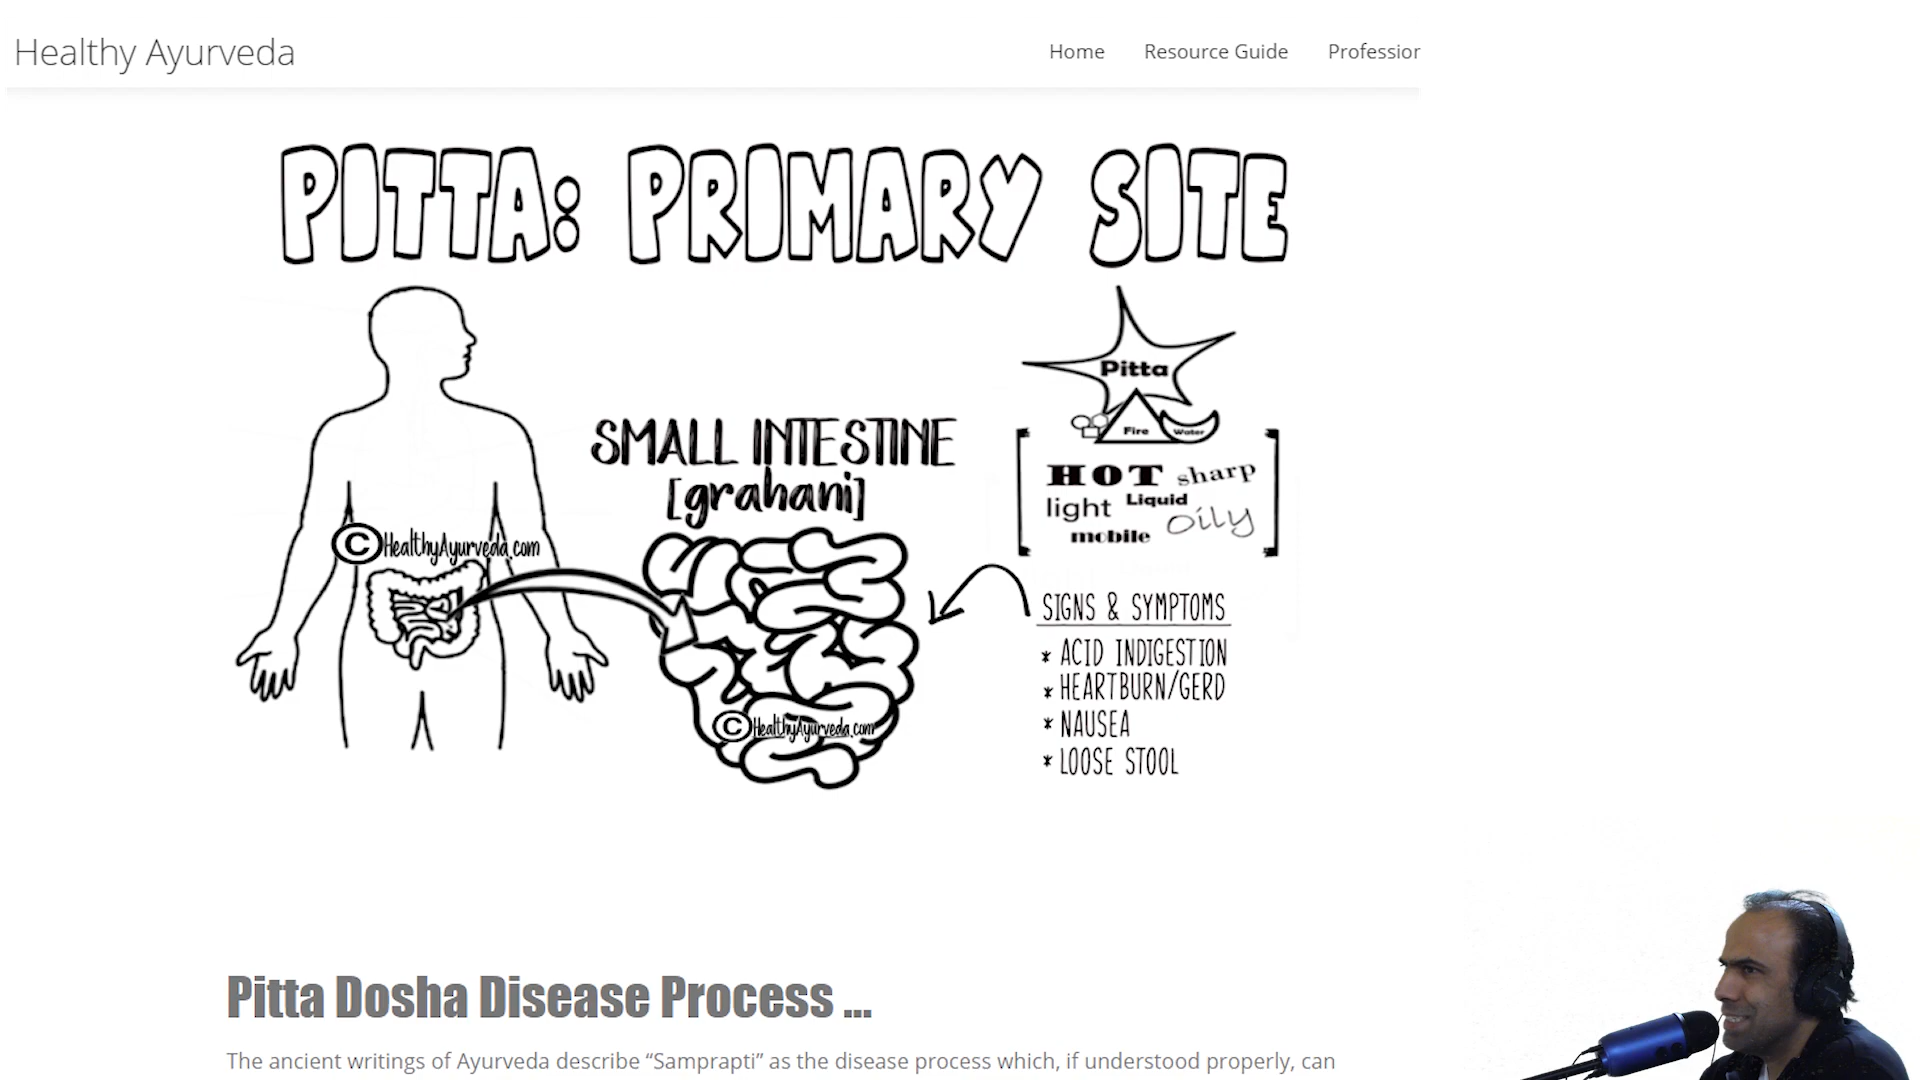 Healthy Ayurveda
Home Resource Guide Profession
PITTA: PRIMARY SITE
Pitta
Fire Water
SMALL INTESTINE
[grahani]
HOT sharp
light Liquid
mobile oily
© HealthyAyurveda.com
SIGNS & SYMPTOMS
* ACID INDIGESTION
* HEARTBURN/GERD
* NAUSEA
* LOOSE STOOL
© HealthyAyurveda.com
Pitta Dosha Disease Process ...
The ancient writings of Ayurveda describe “Samprapti” as the disease process which, if understood properly, can